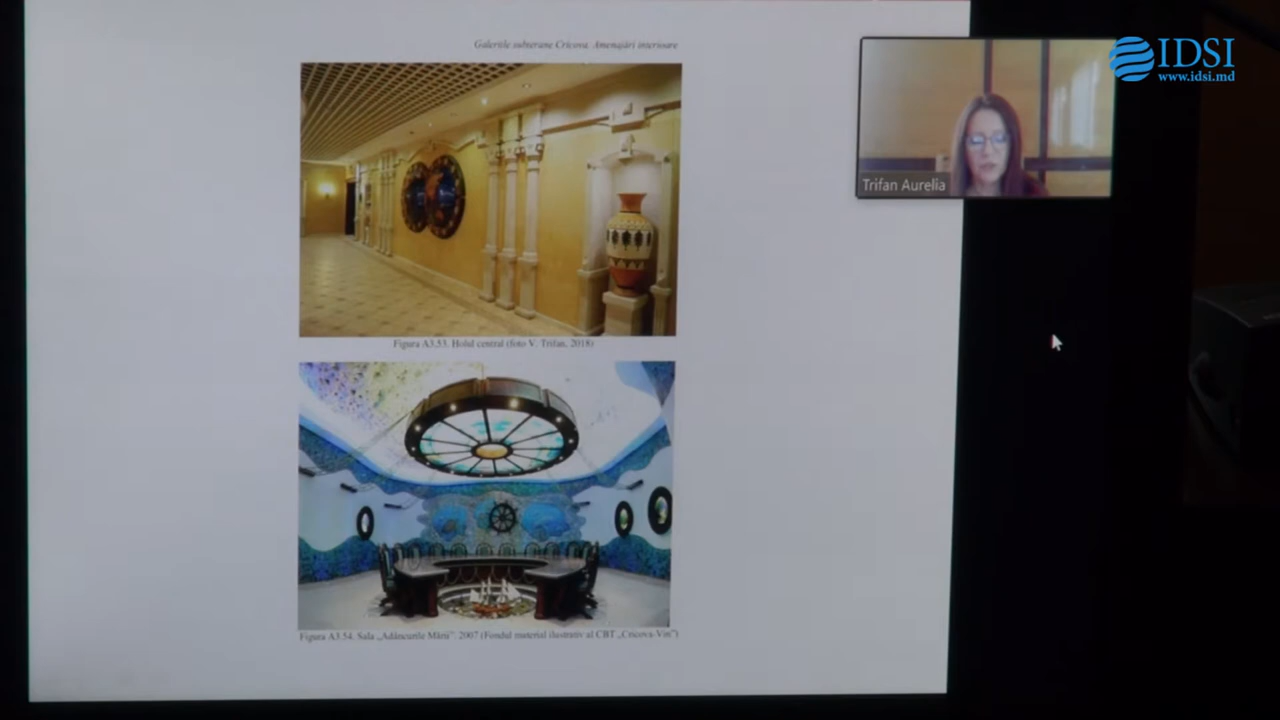 Galeriile subterane Cricova. Amenajări interioare
IDSI
www.idsi.md
Trifan Aurelia
Figura A3.53. Holul central (foto V. Trifan, 2018)
Figura A3.54. Sala „Adâncurile Mării”. 2007 (Fondul material ilustrativ al CBT „Cricova-Vin”)